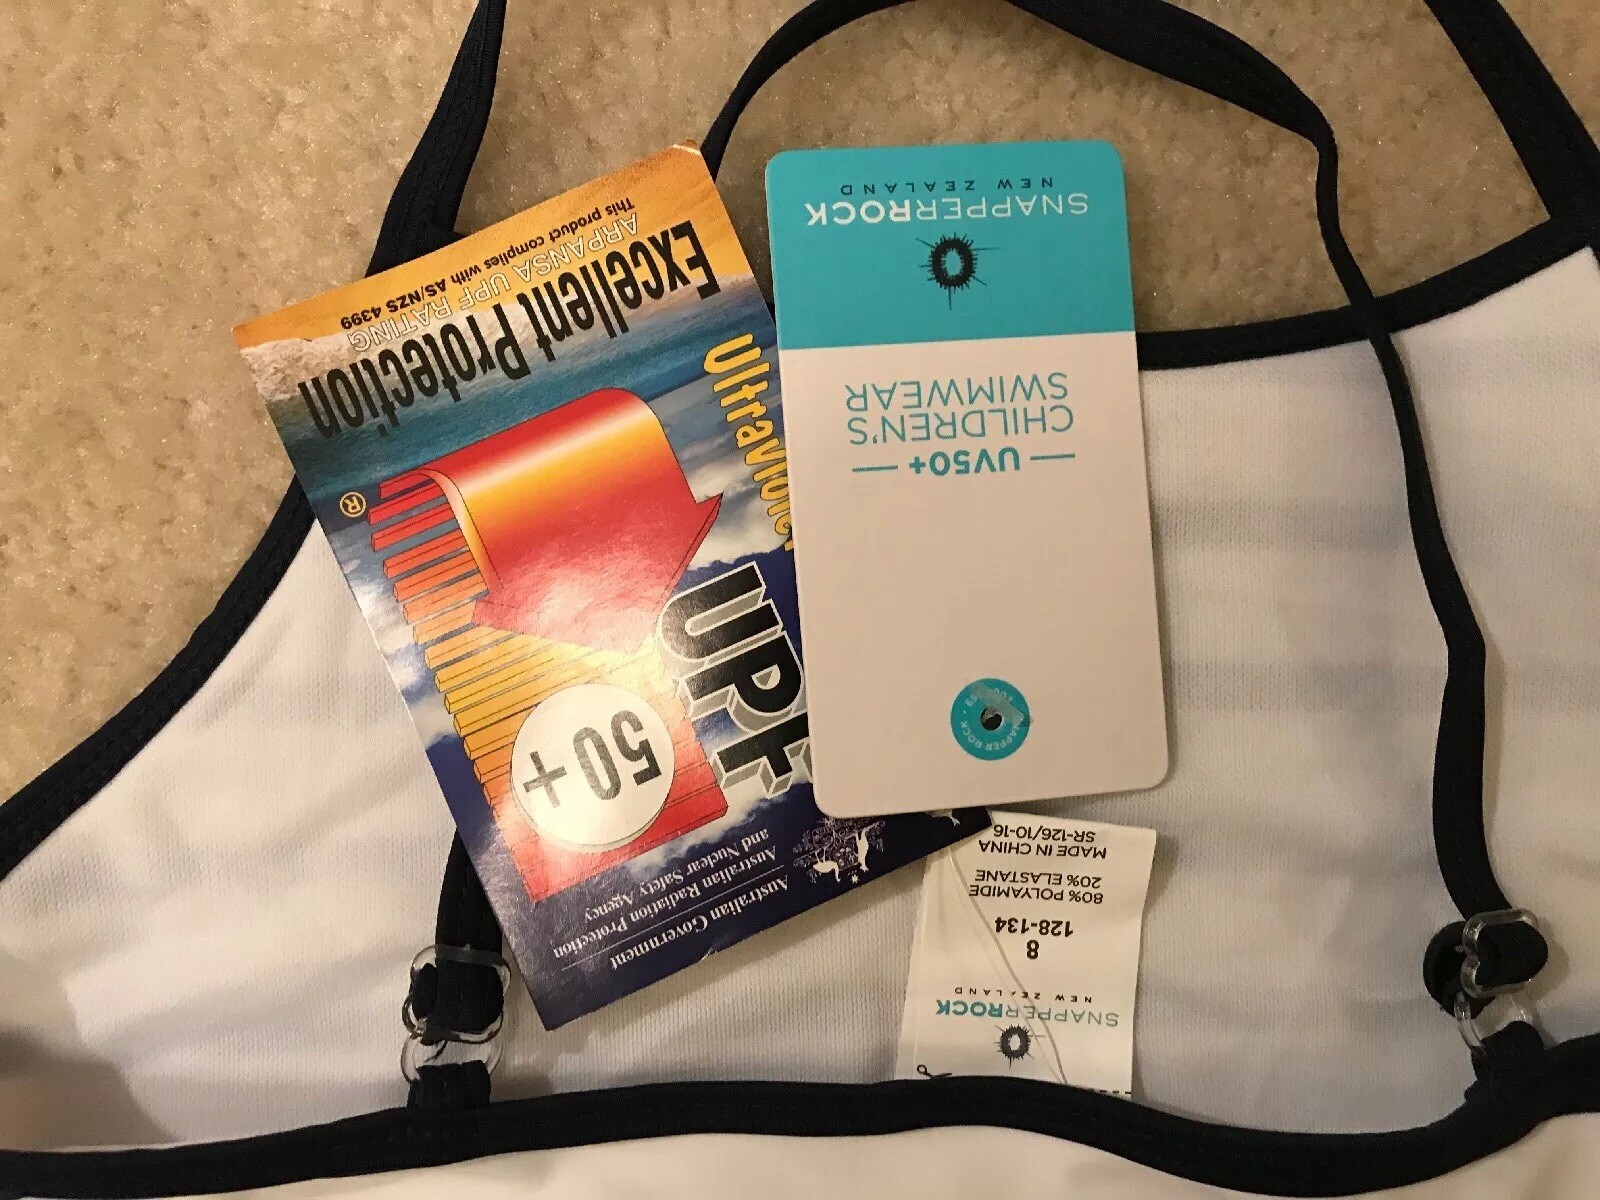 This product complies with AS/NZS 4399
ARPANSA UPF RATING
Excellent Protection
®
Ultraviolet
UPF
50+
Australian Government
Australian Radiation Protection
and Nuclear Safety Agency
SNAPPERROCK
NEW ZEALAND
UV50+
CHILDREN'S
SWIMWEAR
SNAPPER ROCK
SNAPPERROCK
NEW ZEALAND
8
128-134
80% POLYAMIDE
20% ELASTANE
MADE IN CHINA
SR-126/10-16